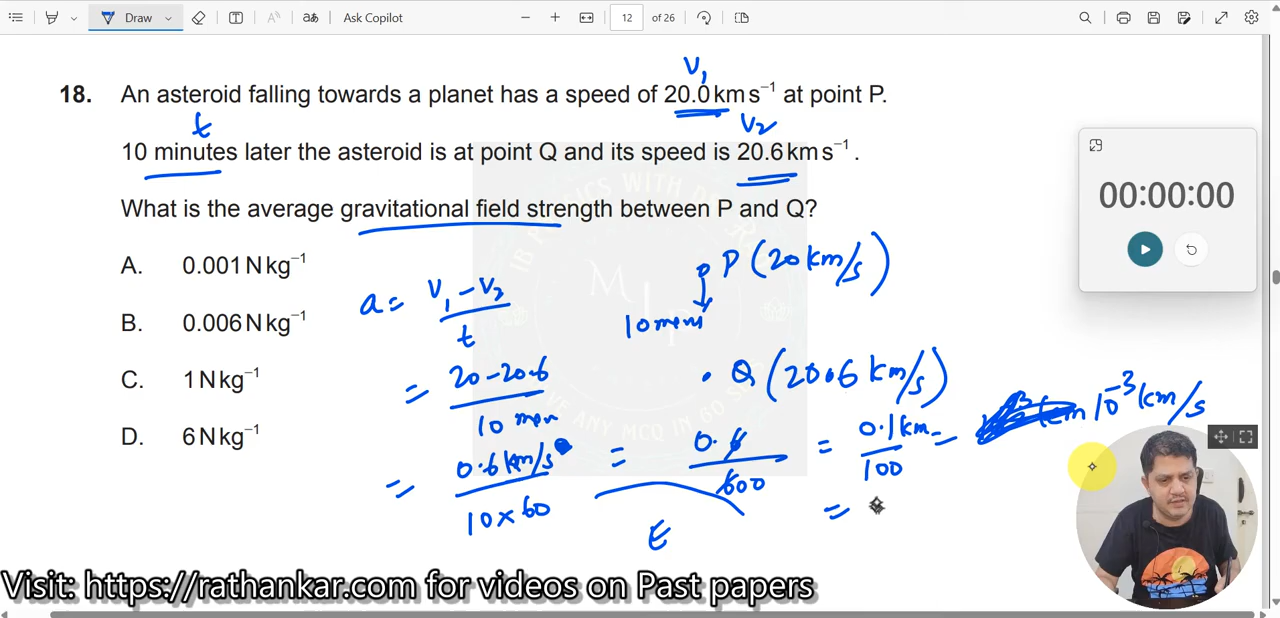 Draw
aあ
Ask Copilot
12 of 26
V₁
18. An asteroid falling towards a planet has a speed of 20.0 km s⁻¹ at point P.
t
V₂
10 minutes later the asteroid is at point Q and its speed is 20.6 km s⁻¹.
What is the average gravitational field strength between P and Q?
00:00:00
A. 0.001 N kg⁻¹
B. 0.006 N kg⁻¹
C. 1 N kg⁻¹
D. 6 N kg⁻¹
P (20 km/s)
a = V₁ - V₂
t
= 20 - 20.6
10 min
Q (20.6 km/s)
= 0.6 km/s
10 × 60
= 0.6
600
= 0.1 km
100
= 10⁻³ km/s
t
=
Visit: https://rathankar.com for videos on Past papers